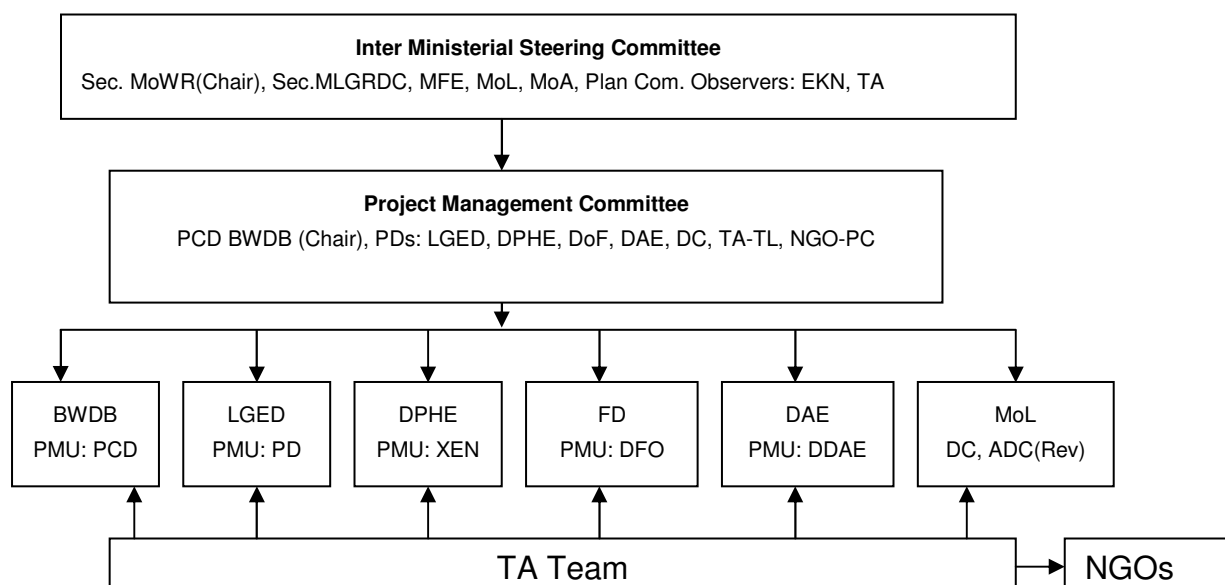 Inter Ministerial Steering Committee
Sec. MoWR(Chair), Sec.MLGRDC, MFE, MoL, MoA, Plan Com. Observers: EKN, TA
Project Management Committee
PCD BWDB (Chair), PDs: LGED, DPHE, DoF, DAE, DC, TA-TL, NGO-PC
BWDB
PMU: PCD
LGED
PMU: PD
DPHE
PMU: XEN
FD
PMU: DFO
DAE
PMU: DDAE
MoL
DC, ADC(Rev)
TA Team
NGOs